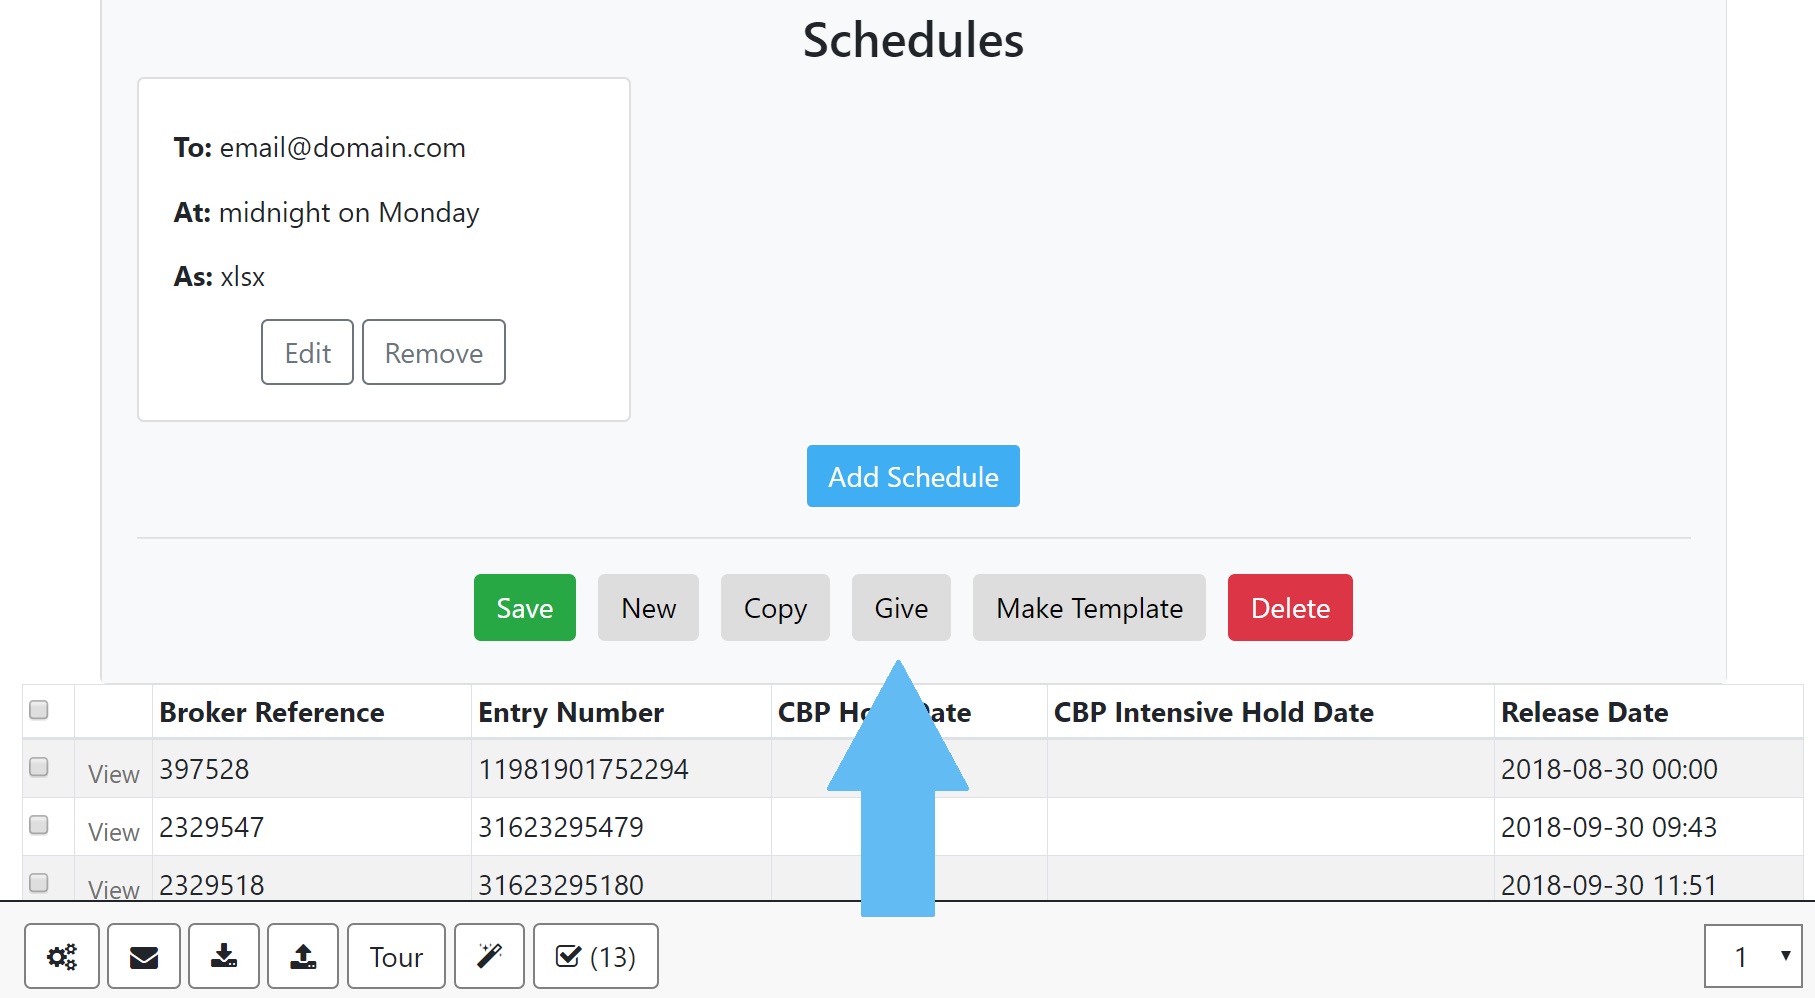 Schedules
To: email@domain.com
At: midnight on Monday
As: xlsx
Edit Remove
Add Schedule
Save New Copy Give Make Template Delete
Broker Reference Entry Number CBP Date CBP Intensive Hold Date Release Date
View 397528 11981901752294 2018-08-30 00:00
View 2329547 31623295479 2018-09-30 09:43
View 2329518 31623295180 2018-09-30 11:51
Tour (13) 1